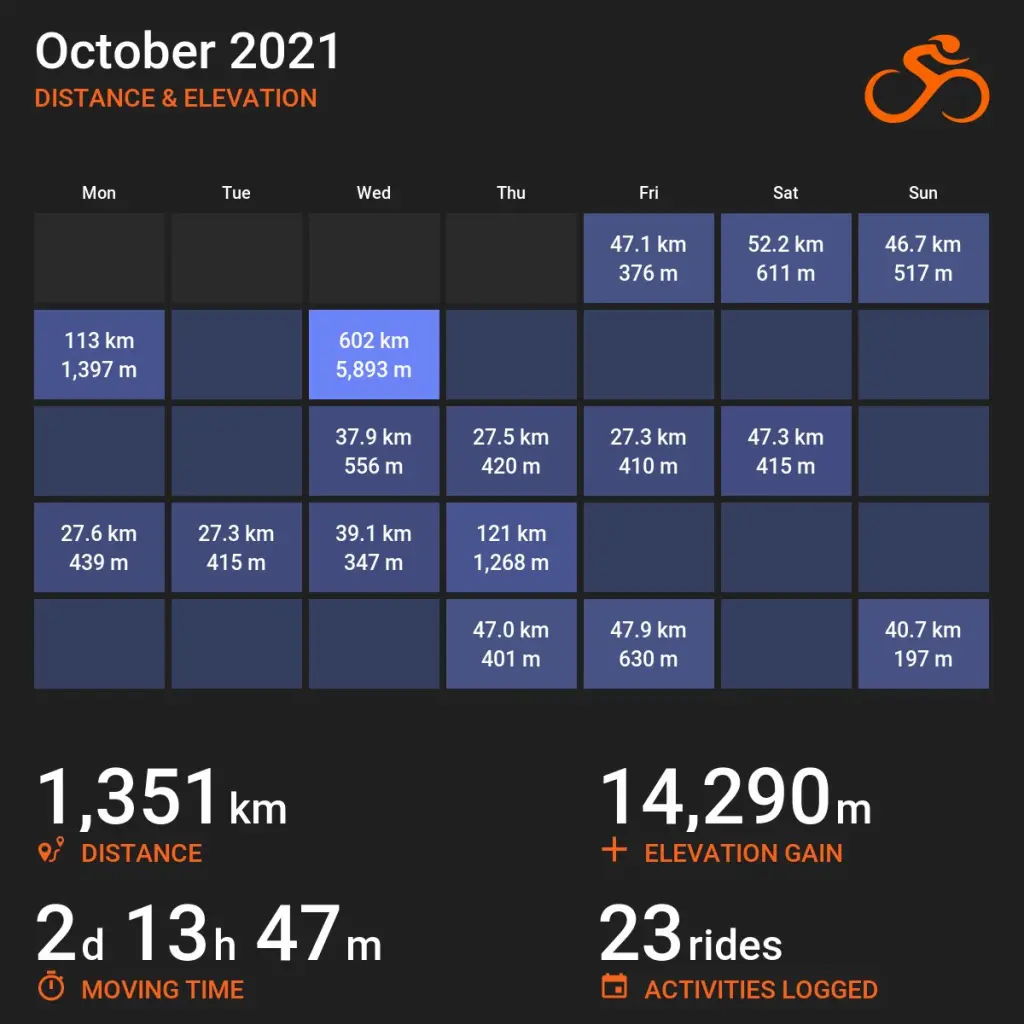 October 2021
DISTANCE & ELEVATION
Mon Tue Wed Thu Fri Sat Sun
47.1 km 52.2 km 46.7 km
376 m 611 m 517 m
113 km 602 km
1,397 m 5,893 m
37.9 km 27.5 km 27.3 km 47.3 km
556 m 420 m 410 m 415 m
27.6 km 27.3 km 39.1 km 121 km
439 m 415 m 347 m 1,268 m
47.0 km 47.9 km 40.7 km
401 m 630 m 197 m
1,351 km 14,290 m
DISTANCE ELEVATION GAIN
2d 13h 47m 23 rides
MOVING TIME ACTIVITIES LOGGED